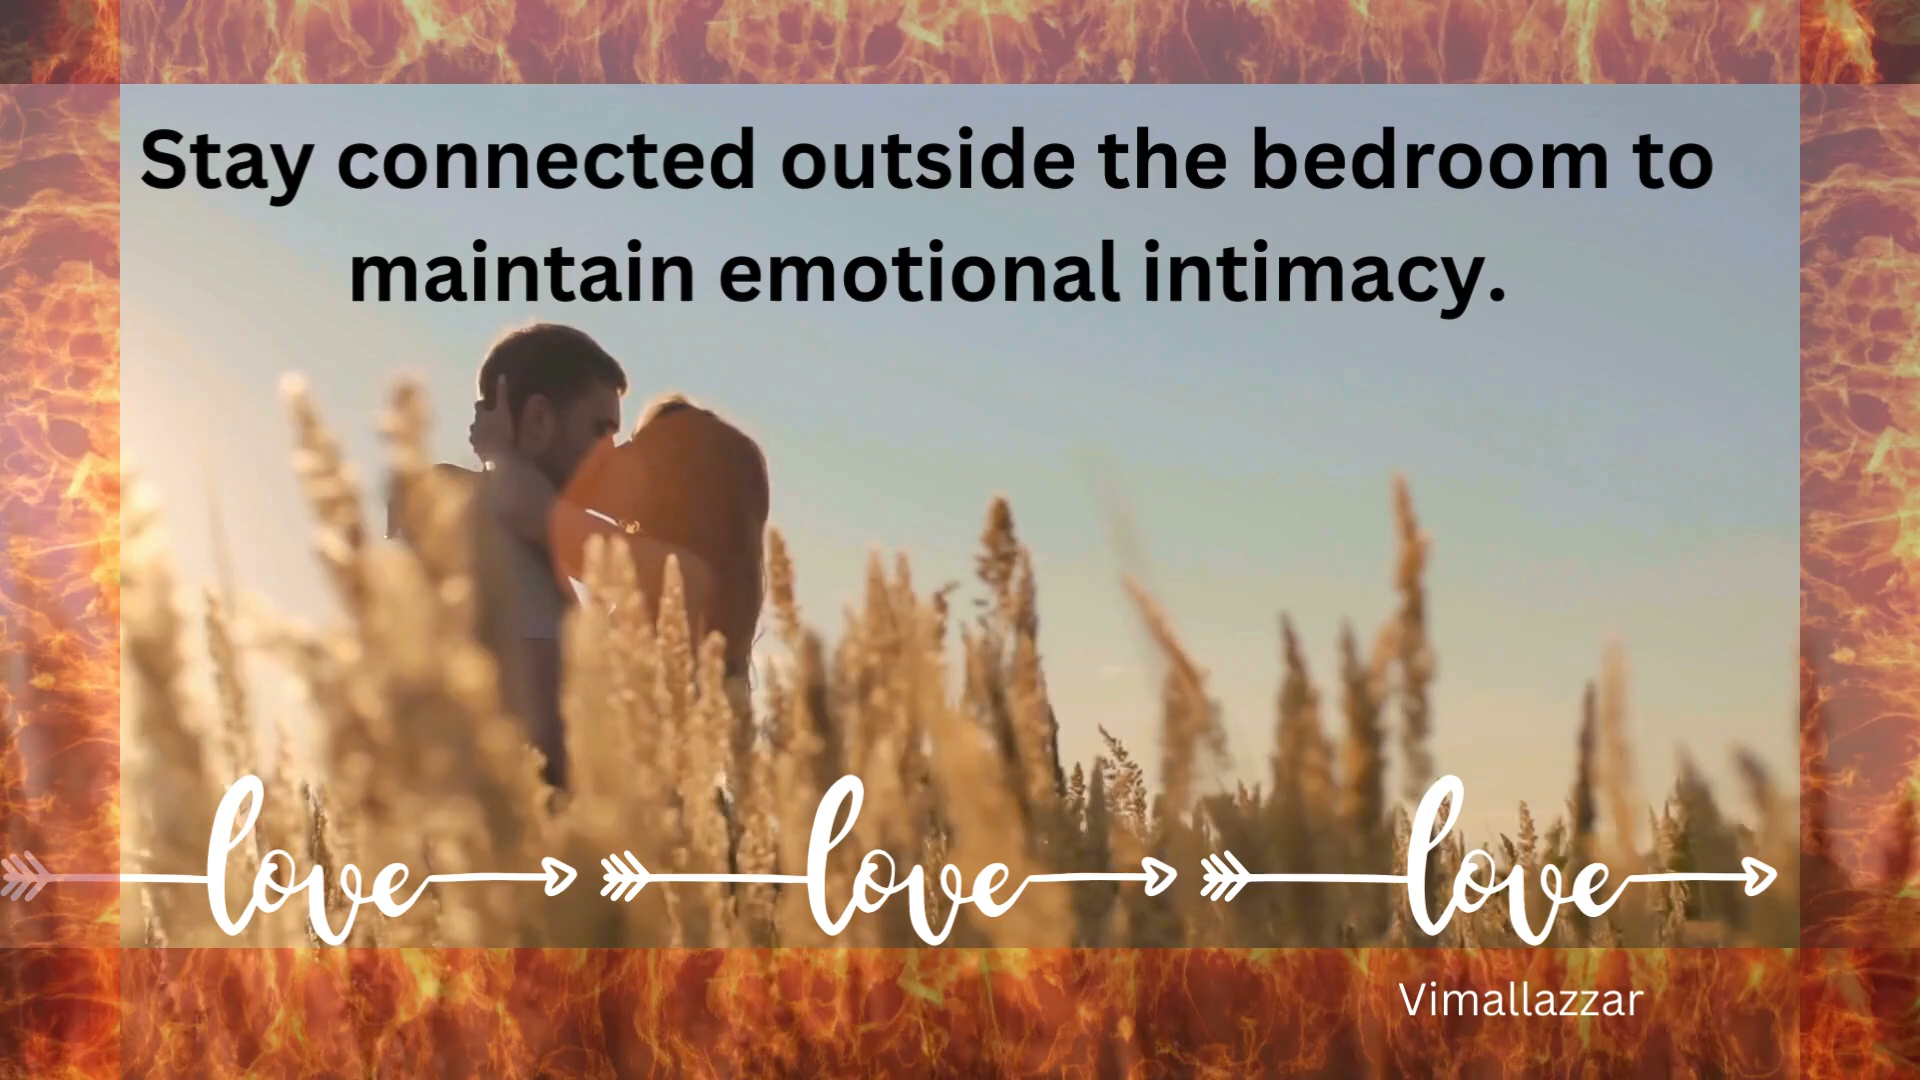 Stay connected outside the bedroom to
maintain emotional intimacy.
love love love
Vimallazzar